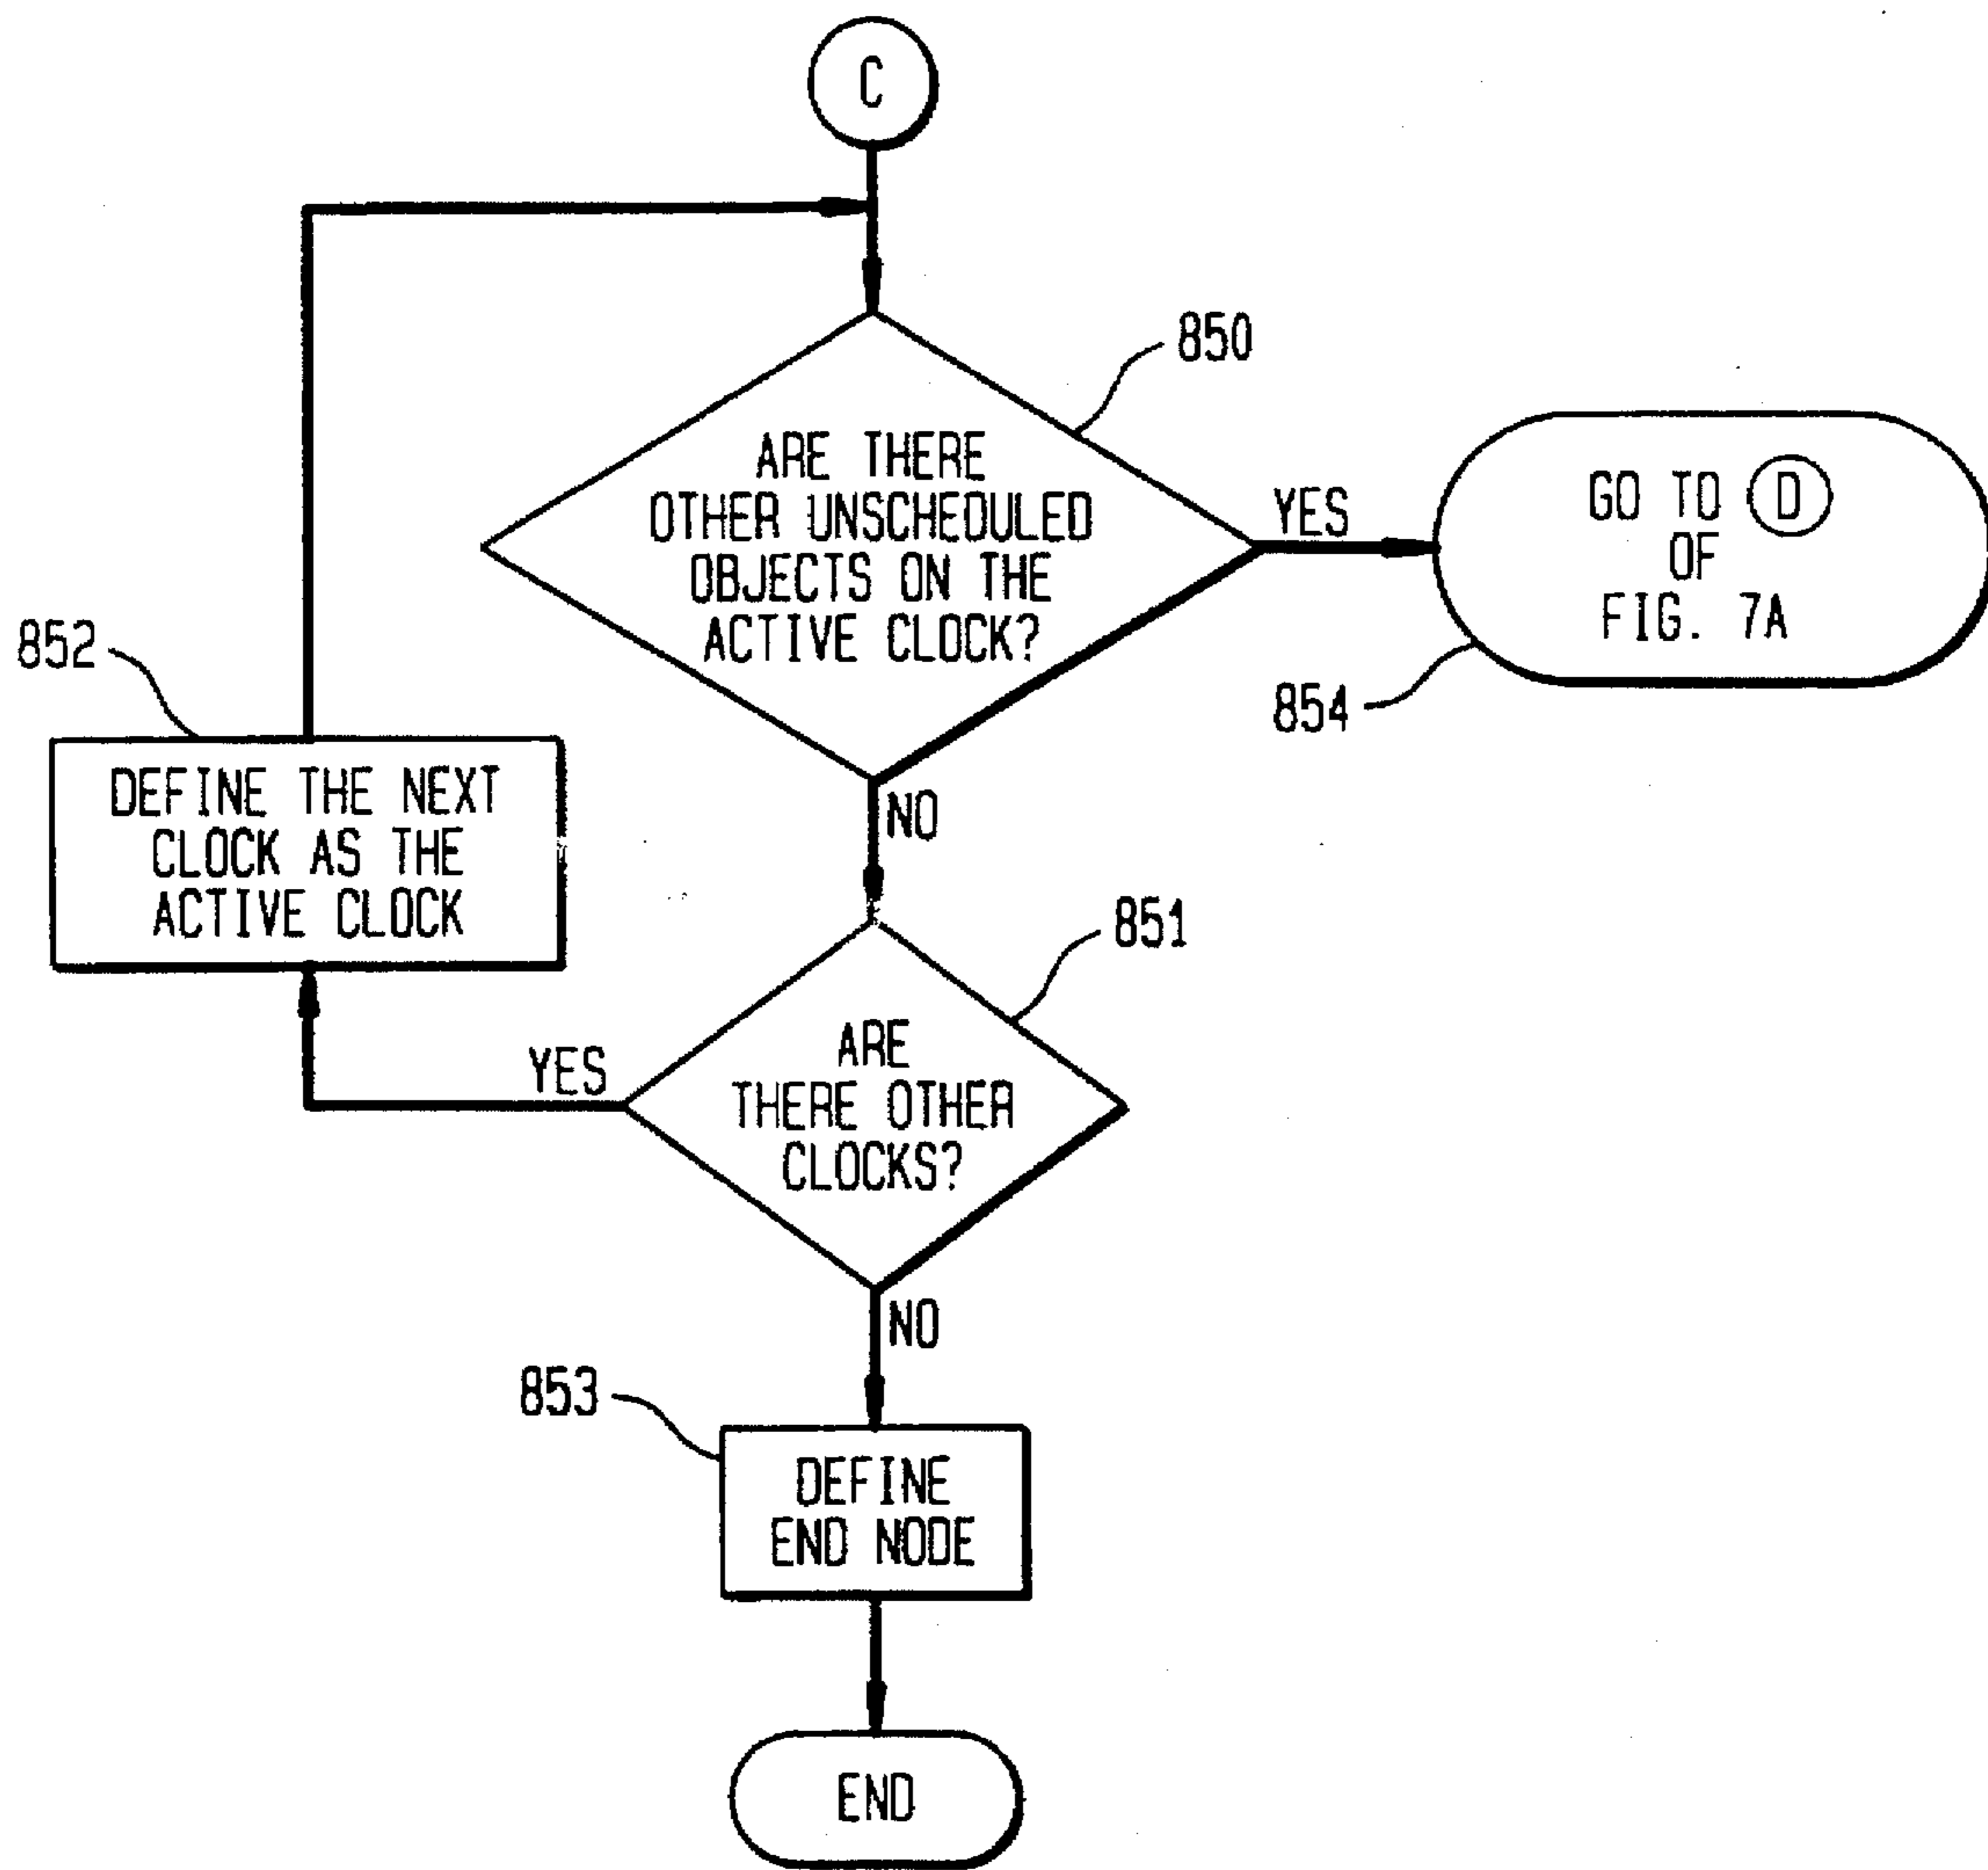 C
850
ARE THERE
OTHER UNSCHEDULED
OBJECTS ON THE
ACTIVE CLOCK?
YES
GO TO D
OF
FIG. 7A
854
852
DEFINE THE NEXT
CLOCK AS THE
ACTIVE CLOCK
NO
851
ARE
THERE OTHER
CLOCKS?
YES
NO
853
DEFINE
END NODE
END